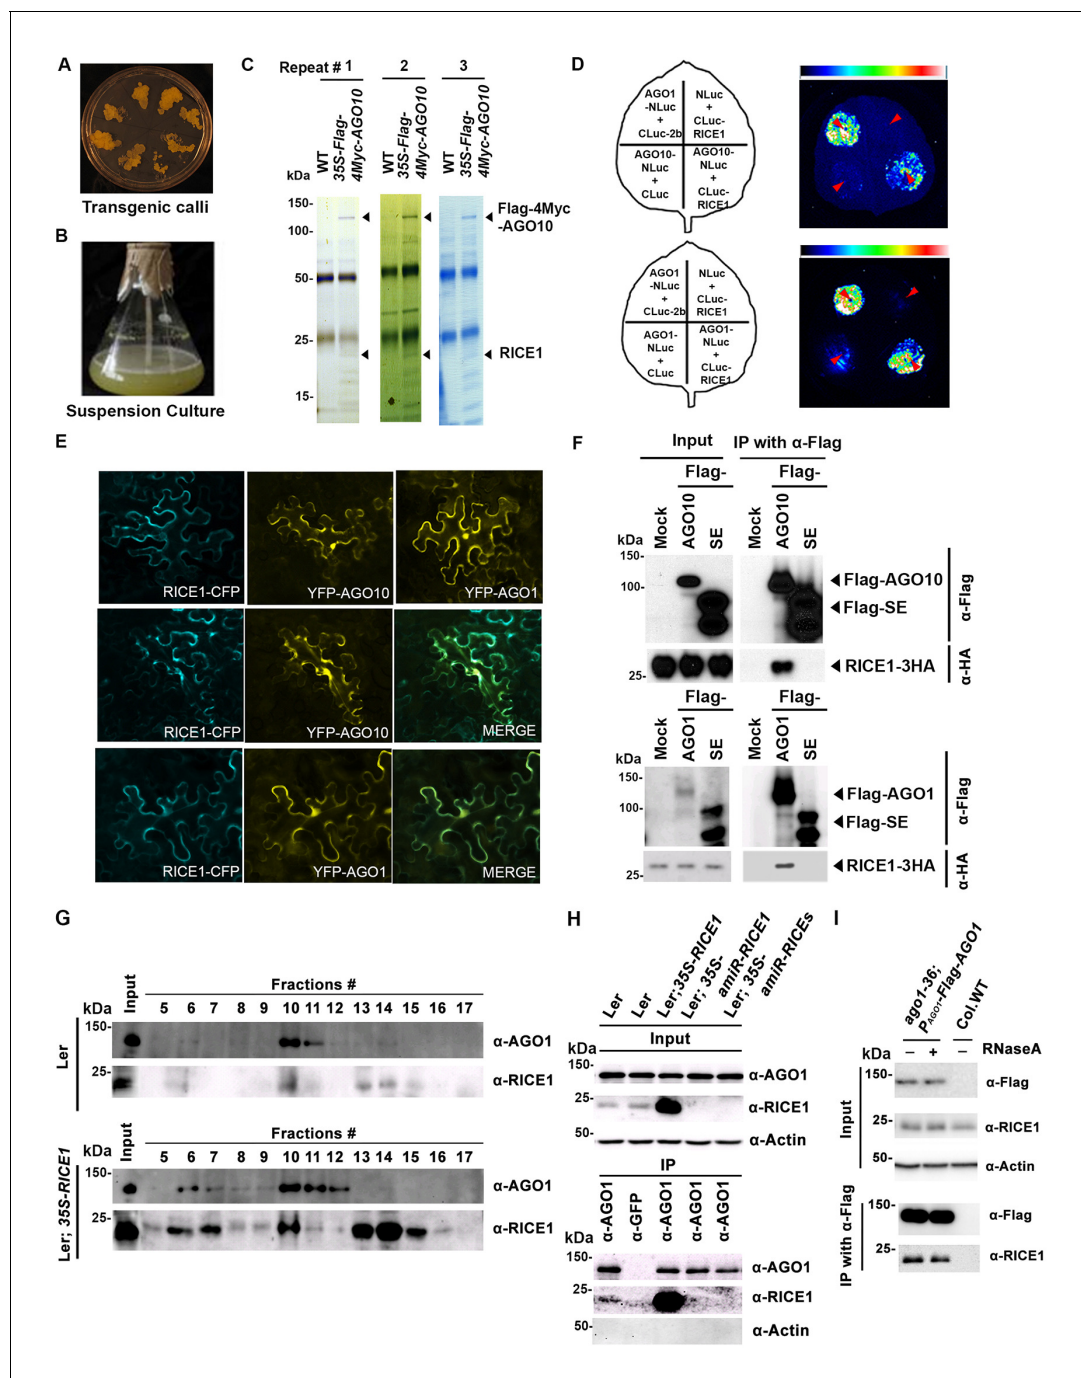 A
Transgenic calli
B
Suspension Culture
C
Repeat # 1 2 3
WT
35S-Flag-
4Myc-AGO10
WT
35S-Flag-
4Myc-AGO10
WT
35S-Flag-
4Myc-AGO10
kDa
150-
100-
50-
25-
15-
Flag-4Myc
-AGO10
RICE1
D
AGO1
-NLuc
+
CLuc-2b
NLuc
+
CLuc-
RICE1
AGO10-
NLuc
+
CLuc
AGO10-
NLuc
+
CLuc-
RICE1
AGO1
-NLuc
+
CLuc-2b
NLuc
+
CLuc-
RICE1
AGO1-
NLuc
+
CLuc
AGO1-
NLuc
+
CLuc-
RICE1
E
RICE1-CFP
YFP-AGO10
YFP-AGO1
RICE1-CFP
YFP-AGO10
MERGE
RICE1-CFP
YFP-AGO1
MERGE
F
Input
IP with α-Flag
Flag-
Flag-
Mock
AGO10
SE
Mock
AGO10
SE
kDa
150-
100-
25-
Flag-AGO10
Flag-SE
RICE1-3HA
α-Flag
α-HA
Flag-
Flag-
Mock
AGO1
SE
Mock
AGO1
SE
kDa
150-
100-
25-
Flag-AGO1
Flag-SE
RICE1-3HA
α-Flag
α-HA
G
Fractions #
kDa
Input
5 6 7 8 9 10 11 12 13 14 15 16 17
150-
25-
α-AGO1
α-RICE1
Ler
Fractions #
kDa
Input
5 6 7 8 9 10 11 12 13 14 15 16 17
150-
25-
α-AGO1
α-RICE1
Ler; 35S-RICE1
H
Ler
Ler
Ler;35S-RICE1
Ler; 35S-
amiR-RICE1
Ler; 35S-
amiR-RICEs
Input
kDa
150-
25-
50-
α-AGO1
α-RICE1
α-Actin
IP
α-AGO1
α-GFP
α-AGO1
α-AGO1
α-AGO1
kDa
150-
25-
50-
α-AGO1
α-RICE1
α-Actin
I
ago1-36;
PAGO1-Flag-AGO1
Col.WT
kDa
– + – RNaseA
150-
25-
50-
Input
α-Flag
α-RICE1
α-Actin
150-
25-
IP with α-Flag
α-Flag
α-RICE1